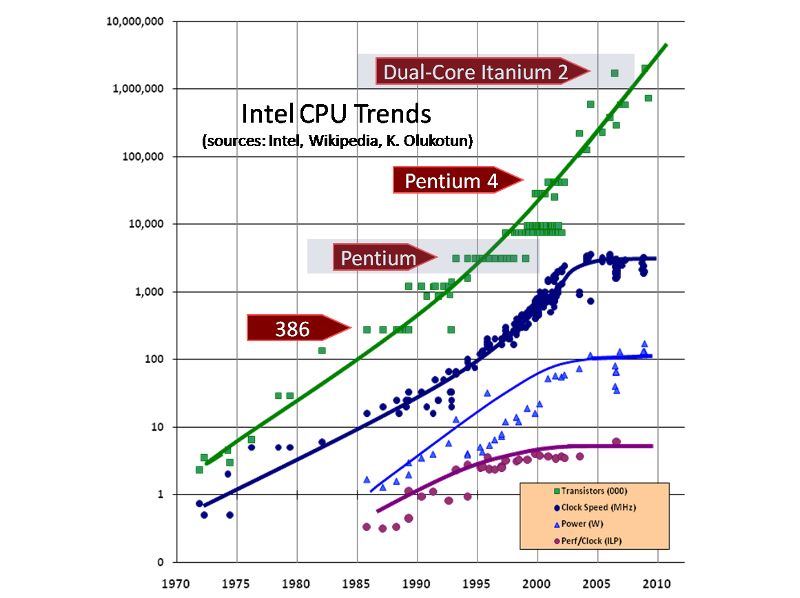 10,000,000
1,000,000
100,000
10,000
1,000
100
10
1
0
Dual-Core Itanium 2
Intel CPU Trends
(sources: Intel, Wikipedia, K. Olukotun)
Pentium 4
Pentium
386
Transistors (000)
Clock Speed (MHz)
Power (W)
Perf/Clock (ILP)
1970 1975 1980 1985 1990 1995 2000 2005 2010